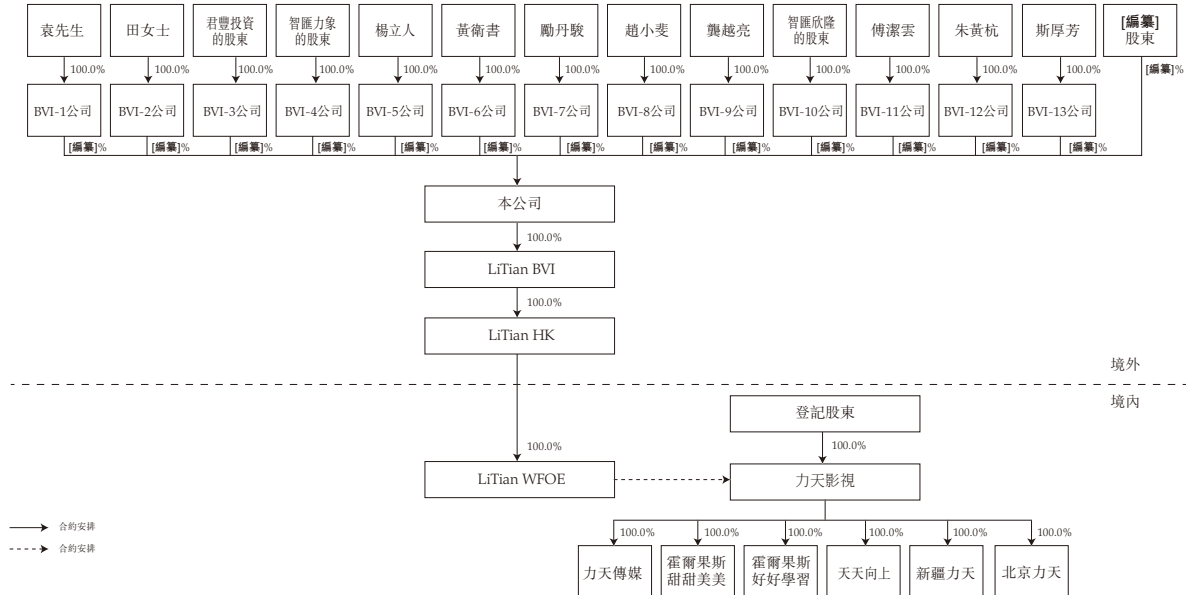 袁先生
田女士
君豐投資
的股東
智匯力象
的股東
楊立人
黃衛書
勵丹駿
趙小斐
龔越亮
智匯欣隆
的股東
傅潔雲
朱黃杭
斯厚芳
[編纂]
股東
100.0%
100.0%
100.0%
100.0%
100.0%
100.0%
100.0%
100.0%
100.0%
100.0%
100.0%
100.0%
100.0%
[編纂]%
BVI-1公司
BVI-2公司
BVI-3公司
BVI-4公司
BVI-5公司
BVI-6公司
BVI-7公司
BVI-8公司
BVI-9公司
BVI-10公司
BVI-11公司
BVI-12公司
BVI-13公司
[編纂]%
[編纂]%
[編纂]%
[編纂]%
[編纂]%
[編纂]%
[編纂]%
[編纂]%
[編纂]%
[編纂]%
[編纂]%
[編纂]%
[編纂]%
本公司
100.0%
LiTian BVI
100.0%
LiTian HK
境外
境內
登記股東
100.0%
100.0%
LiTian WFOE
力天影視
合約安排
合約安排
100.0%
100.0%
100.0%
100.0%
100.0%
100.0%
力天傳媒
霍爾果斯
甜甜美美
霍爾果斯
好好學習
天天向上
新疆力天
北京力天